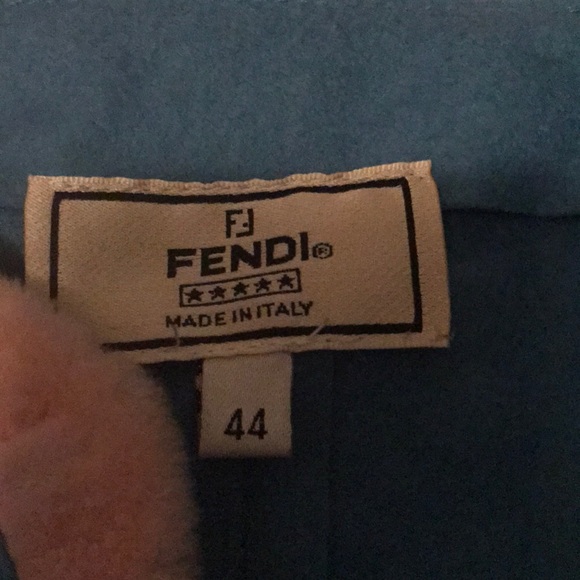 FF
FENDI®
★★★★★
MADE IN ITALY
44